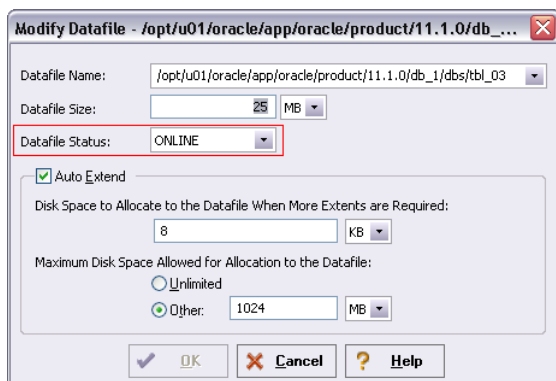 Modify Datafile - /opt/u01/oracle/app/oracle/product/11.1.0/db_...
Datafile Name: /opt/u01/oracle/app/oracle/product/11.1.0/db_1/dbs/tbl_03
Datafile Size: 25 MB
Datafile Status: ONLINE
Auto Extend
Disk Space to Allocate to the Datafile When More Extents are Required:
8 KB
Maximum Disk Space Allowed for Allocation to the Datafile:
Unlimited
Other: 1024 MB
OK Cancel ? Help